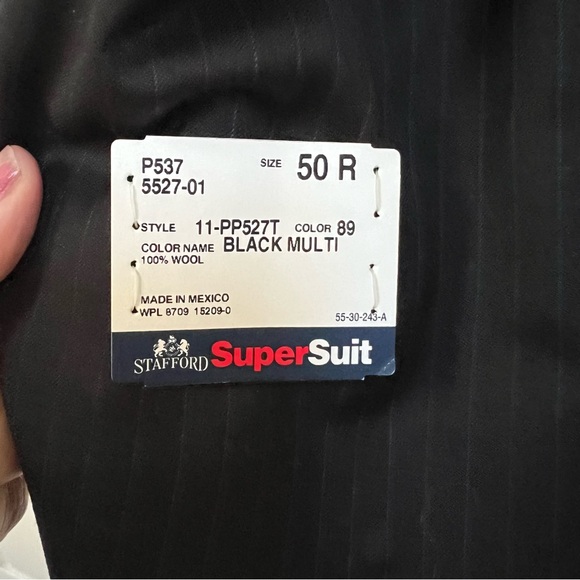 P537 SIZE 50 R
5527-01
STYLE 11-PP527T COLOR 89
COLOR NAME BLACK MULTI
100% WOOL
MADE IN MEXICO
WPL 8709 15209-0 55-30-243-A
STAFFORD SuperSuit